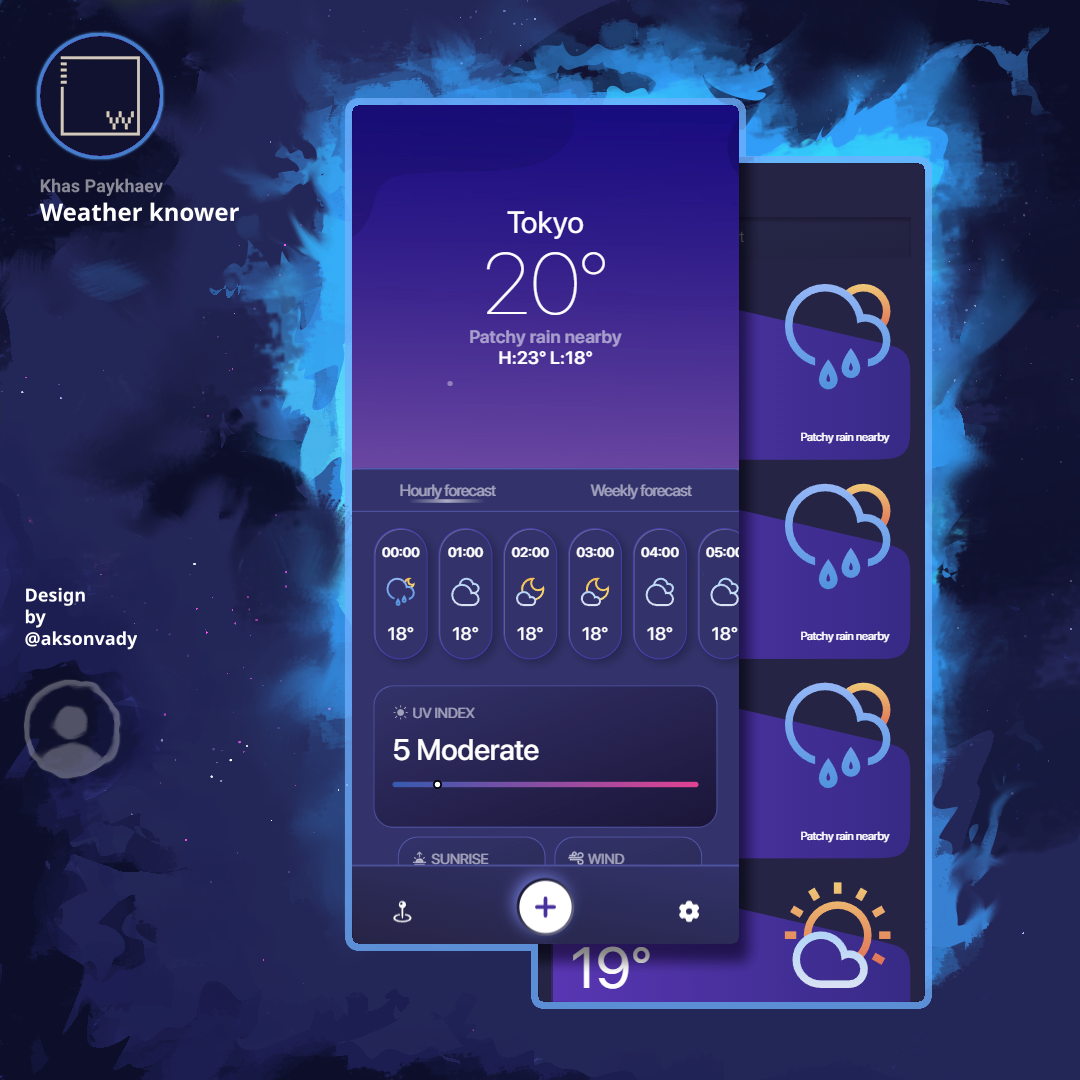 W
Khas Paykhaev
Weather knower
Tokyo
20°
Patchy rain nearby
H:23° L:18°
Hourly forecast Weekly forecast
00:00 01:00 02:00 03:00 04:00 05:00
18° 18° 18° 18° 18° 18°
UV INDEX
5 Moderate
SUNRISE WIND
Patchy rain nearby
Patchy rain nearby
Patchy rain nearby
19°
Design
by
@aksonvady